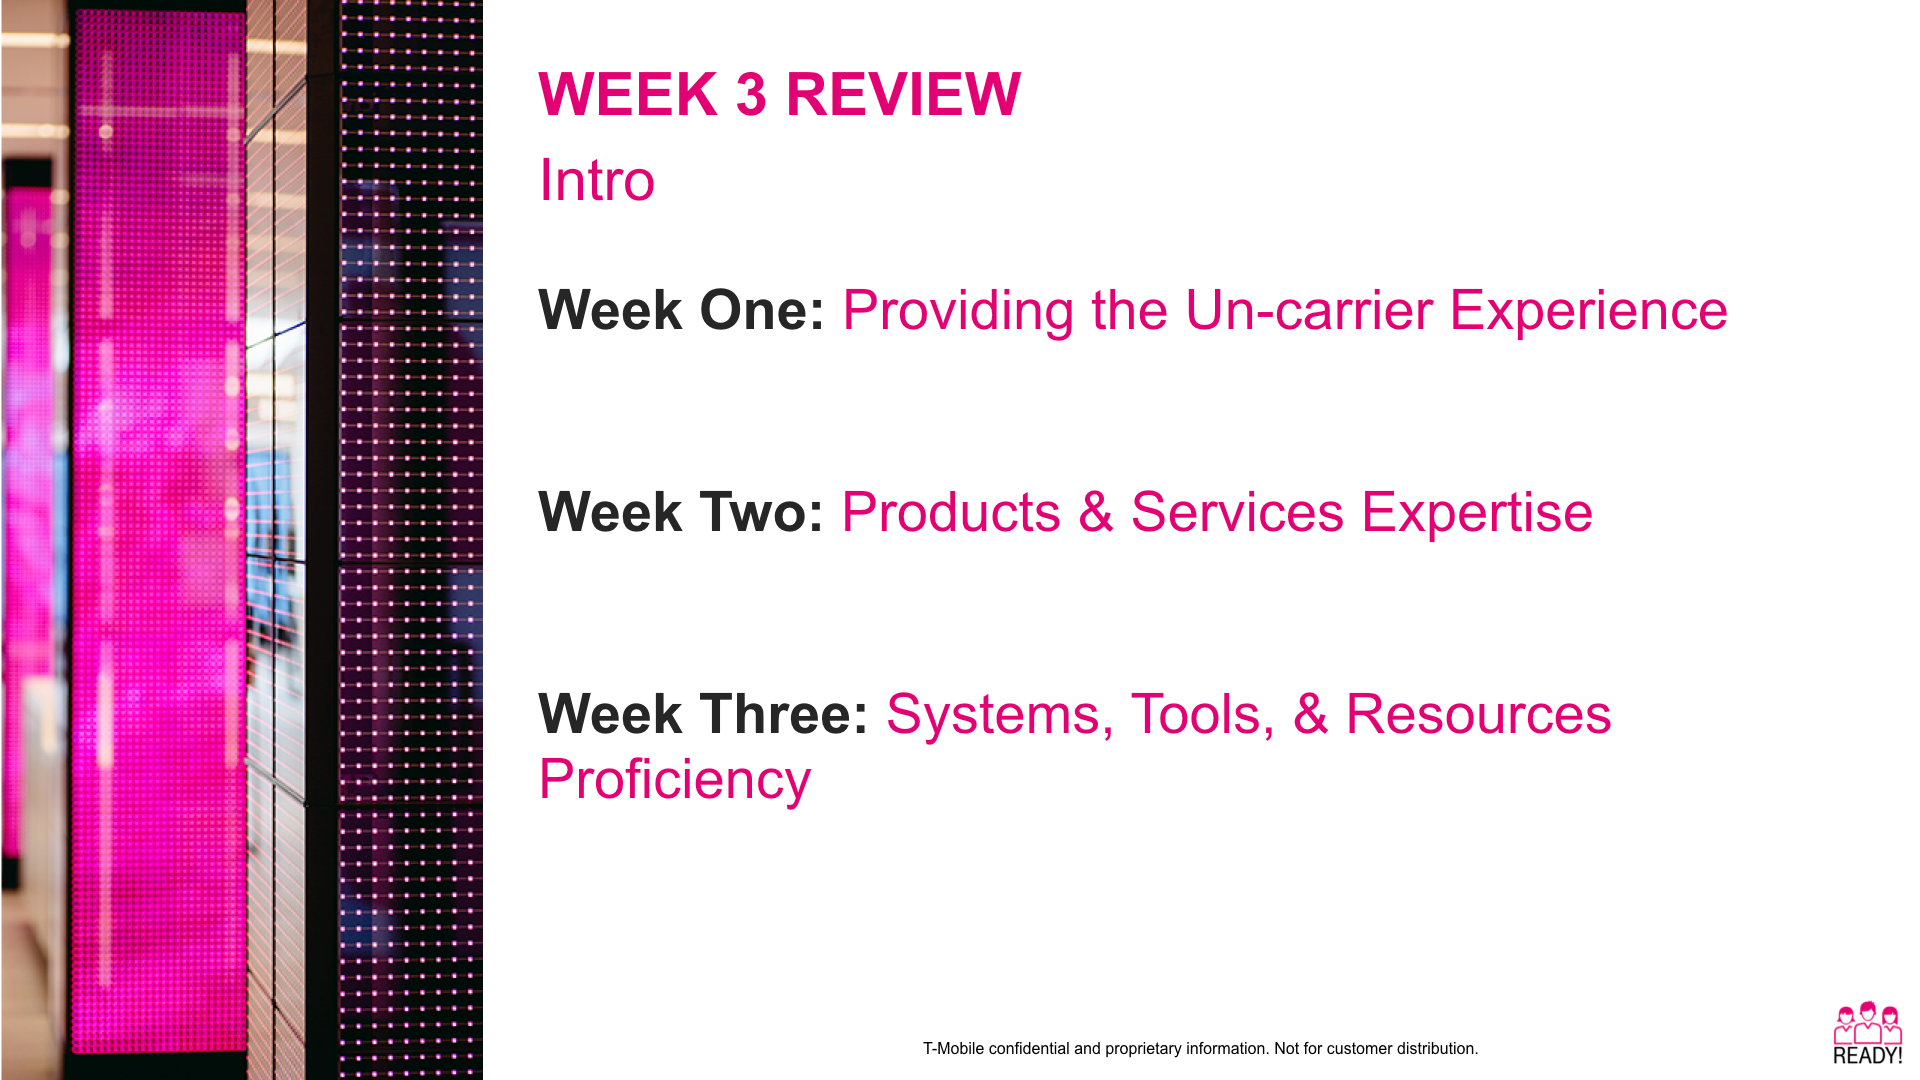 WEEK 3 REVIEW
Intro
Week One: Providing the Un-carrier Experience
Week Two: Products & Services Expertise
Week Three: Systems, Tools, & Resources
Proficiency
T-Mobile confidential and proprietary information. Not for customer distribution.
READY!